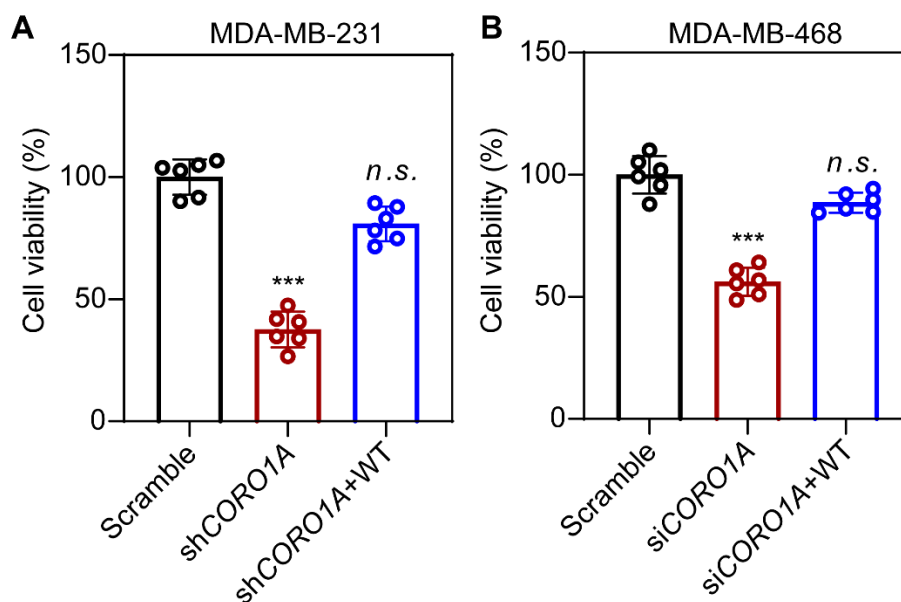 A
MDA-MB-231
Cell viability (%)
150
100
50
0
***
n.s.
Scramble
shCORO1A
shCORO1A+WT
B
MDA-MB-468
Cell viability (%)
150
100
50
0
***
n.s.
Scramble
siCORO1A
siCORO1A+WT